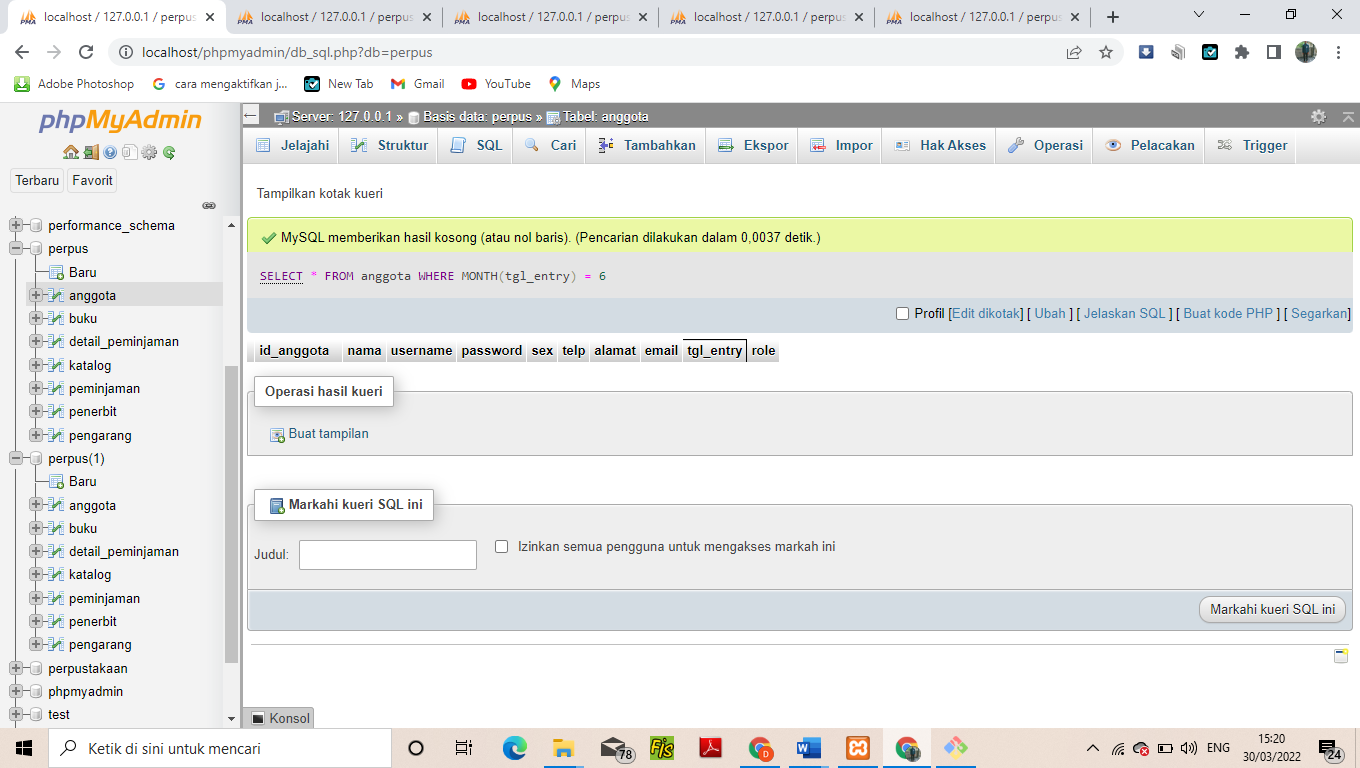 localhost / 127.0.0.1 / perpus
localhost / 127.0.0.1 / perpus
localhost / 127.0.0.1 / perpus
localhost / 127.0.0.1 / perpus
localhost / 127.0.0.1 / perpus
localhost/phpmyadmin/db_sql.php?db=perpus
Adobe Photoshop
cara mengaktifkan j...
New Tab
Gmail
YouTube
Maps
phpMyAdmin
Terbaru
Favorit
performance_schema
perpus
Baru
anggota
buku
detail_peminjaman
katalog
peminjaman
penerbit
pengarang
perpus(1)
Baru
anggota
buku
detail_peminjaman
katalog
peminjaman
penerbit
pengarang
perpustakaan
phpmyadmin
test
Server: 127.0.0.1 » Basis data: perpus » Tabel: anggota
Jelajahi Struktur SQL Cari Tambahkan Ekspor Impor Hak Akses Operasi Pelacakan Trigger
Tampilkan kotak kueri
MySQL memberikan hasil kosong (atau nol baris). (Pencarian dilakukan dalam 0,0037 detik.)
SELECT * FROM anggota WHERE MONTH(tgl_entry) = 6
Profil [Edit dikotak] [ Ubah ] [ Jelaskan SQL ] [ Buat kode PHP ] [ Segarkan]
id_anggota nama username password sex telp alamat email tgl_entry role
Operasi hasil kueri
Buat tampilan
Markahi kueri SQL ini
Judul:
Izinkan semua pengguna untuk mengakses markah ini
Markahi kueri SQL ini
Konsol
Ketik di sini untuk mencari
78
Fis
D
ENG
15:20
30/03/2022
24